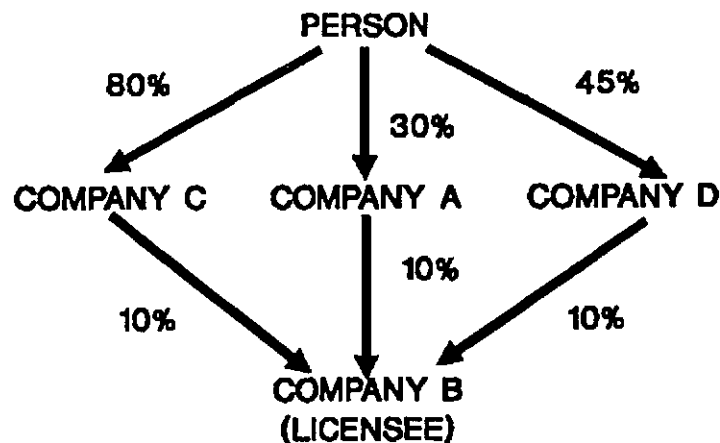 PERSON
80%
45%
30%
COMPANY C
COMPANY A
COMPANY D
10%
10%
10%
COMPANY B
(LICENSEE)